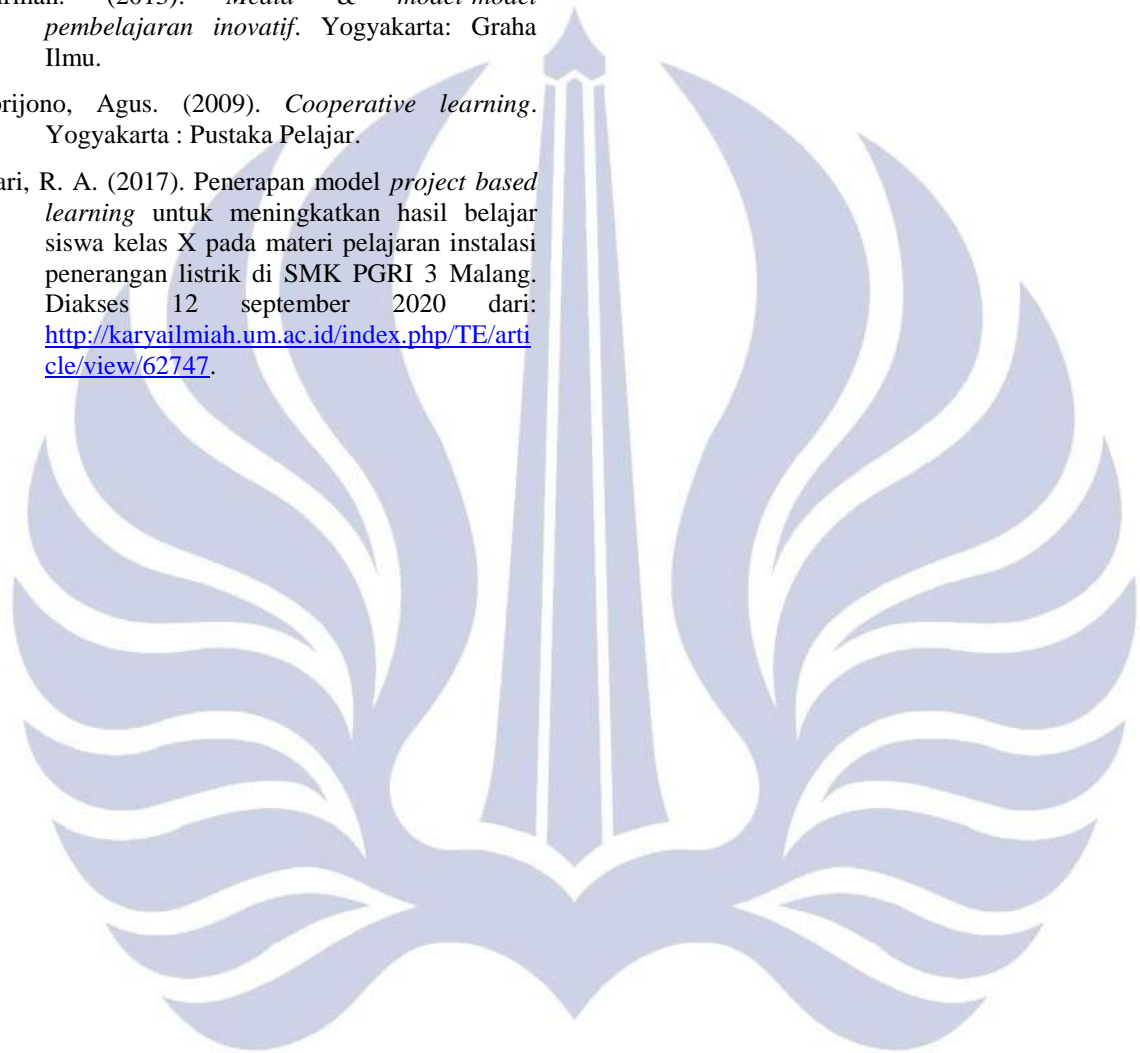 (2013). Media & model-model
pembelajaran inovatif. Yogyakarta: Graha
Ilmu.
Agus. (2009). Cooperative learning.
Yogyakarta : Pustaka Pelajar.
R. A. (2017). Penerapan model project based
learning untuk meningkatkan hasil belajar
siswa kelas X pada materi pelajaran instalasi
penerangan listrik di SMK PGRI 3 Malang.
Diakses 12 september 2020 dari:
http://karyailmiah.um.ac.id/index.php/TE/arti
cle/view/62747.